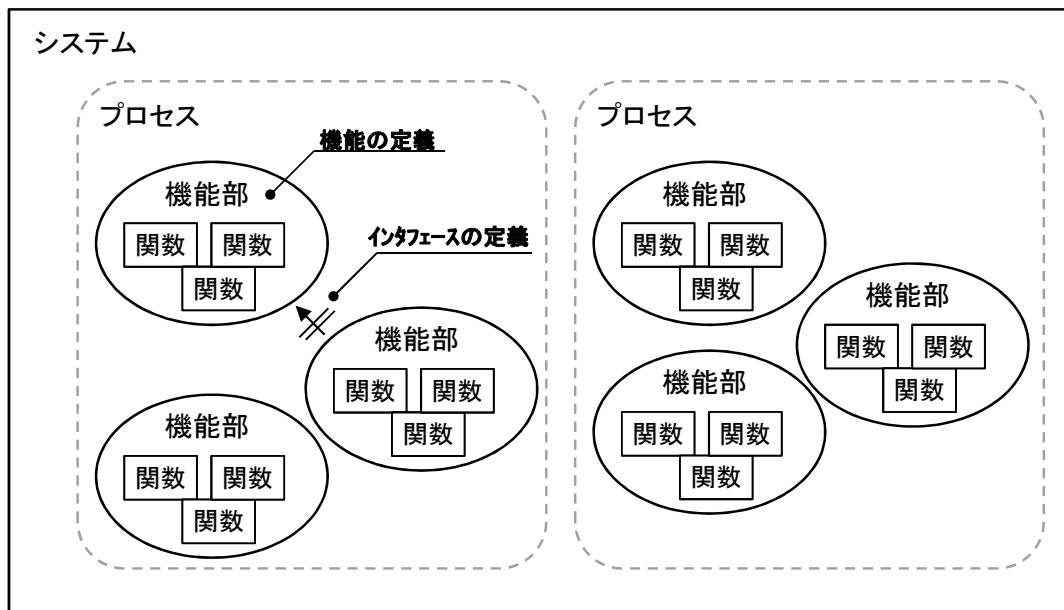 システム
プロセス
機能の定義
機能部
関数 関数
関数
インタフェースの定義
機能部
関数 関数
関数
機能部
関数 関数
関数
プロセス
機能部
関数 関数
関数
機能部
関数 関数
関数
機能部
関数 関数
関数